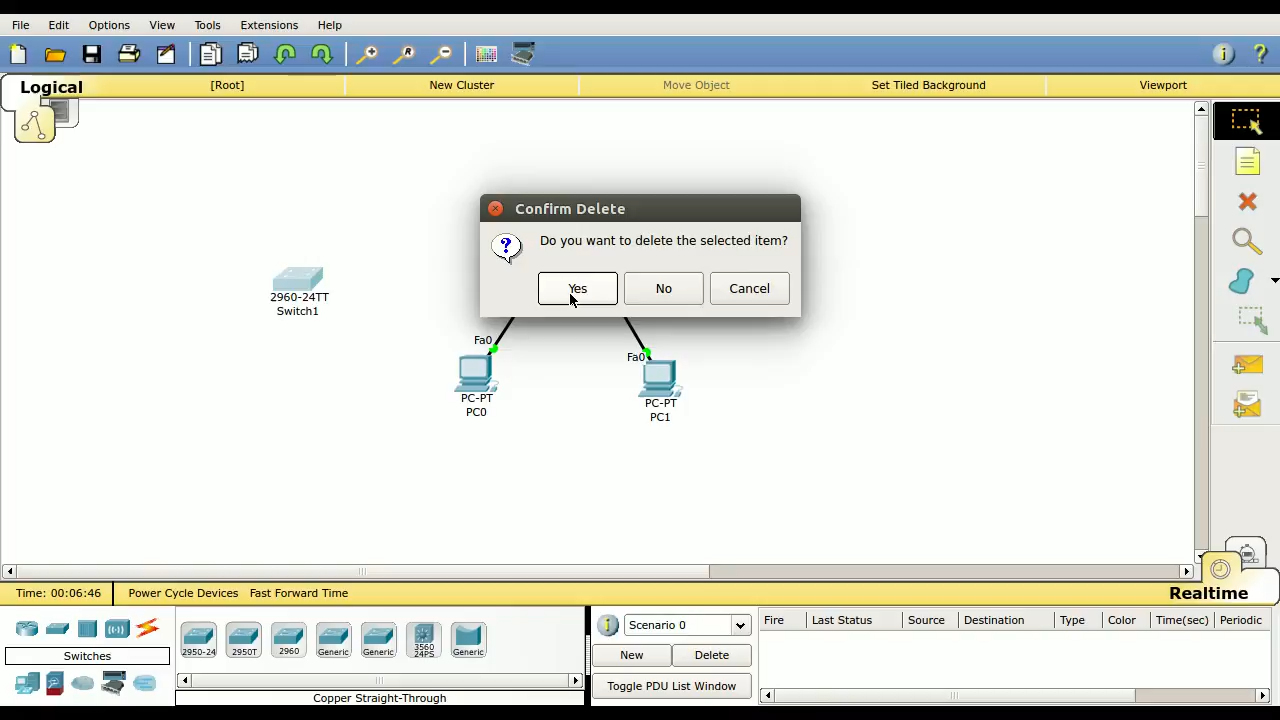 File Edit Options View Tools Extensions Help
Logical [Root] New Cluster Move Object Set Tiled Background Viewport
Confirm Delete
Do you want to delete the selected item?
Yes No Cancel
2960-24TT
Switch1
Fa0
Fa0
PC-PT
PC0
PC-PT
PC1
Time: 00:06:46 Power Cycle Devices Fast Forward Time Realtime
Switches
2950-24 2950T 2960 Generic Generic 3560 24PS Generic
Copper Straight-Through
Scenario 0
New Delete
Toggle PDU List Window
Fire Last Status Source Destination Type Color Time(sec) Periodic